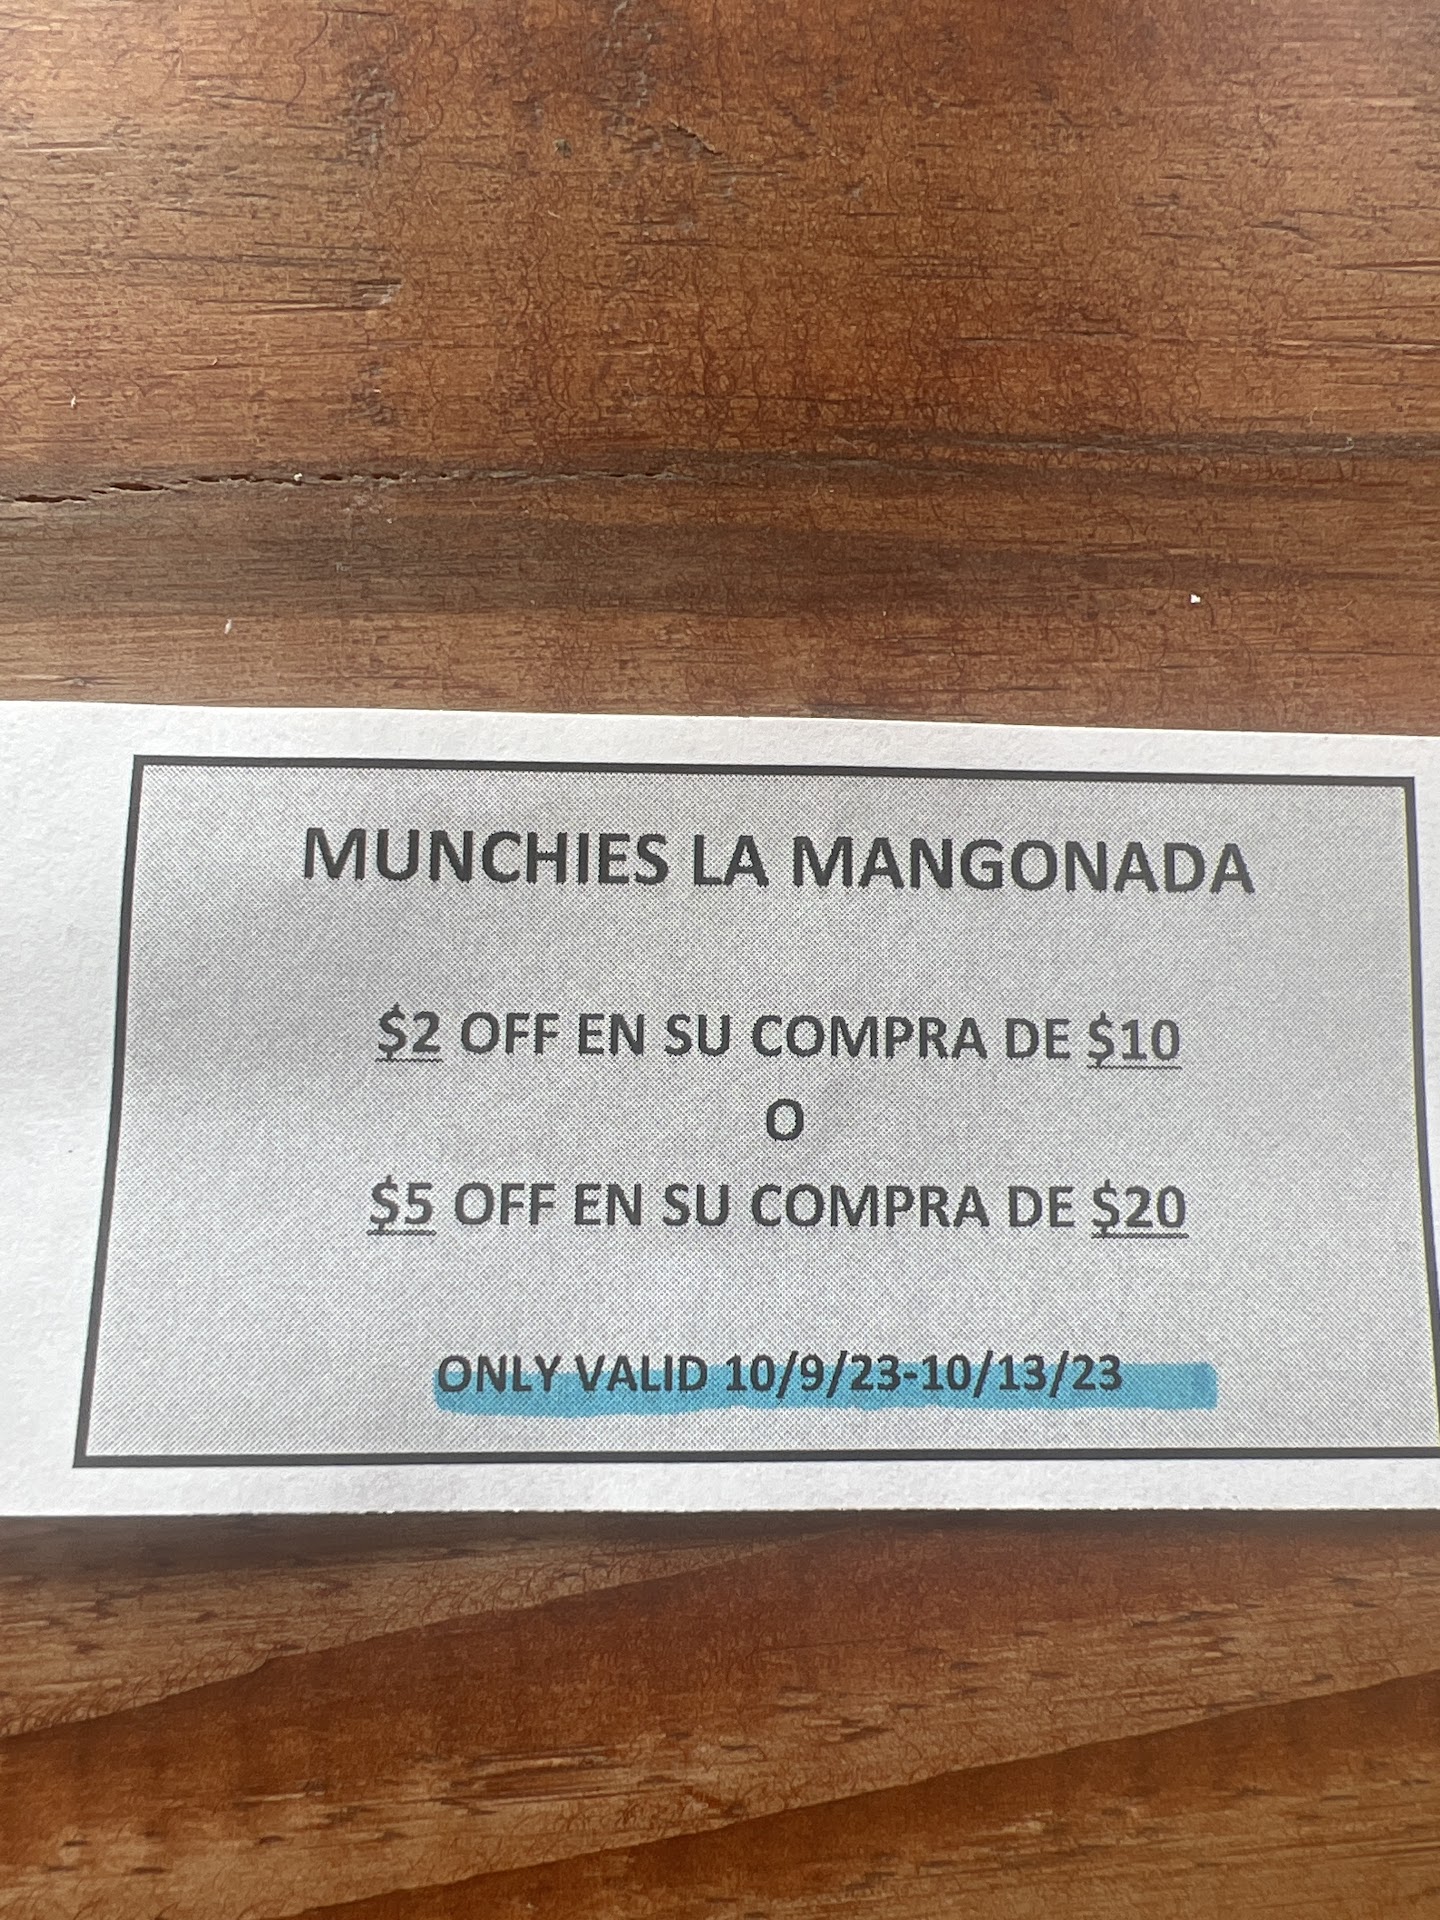 MUNCHIES LA MANGONADA
$2 OFF EN SU COMPRA DE $10
O
$5 OFF EN SU COMPRA DE $20
ONLY VALID 10/9/23-10/13/23